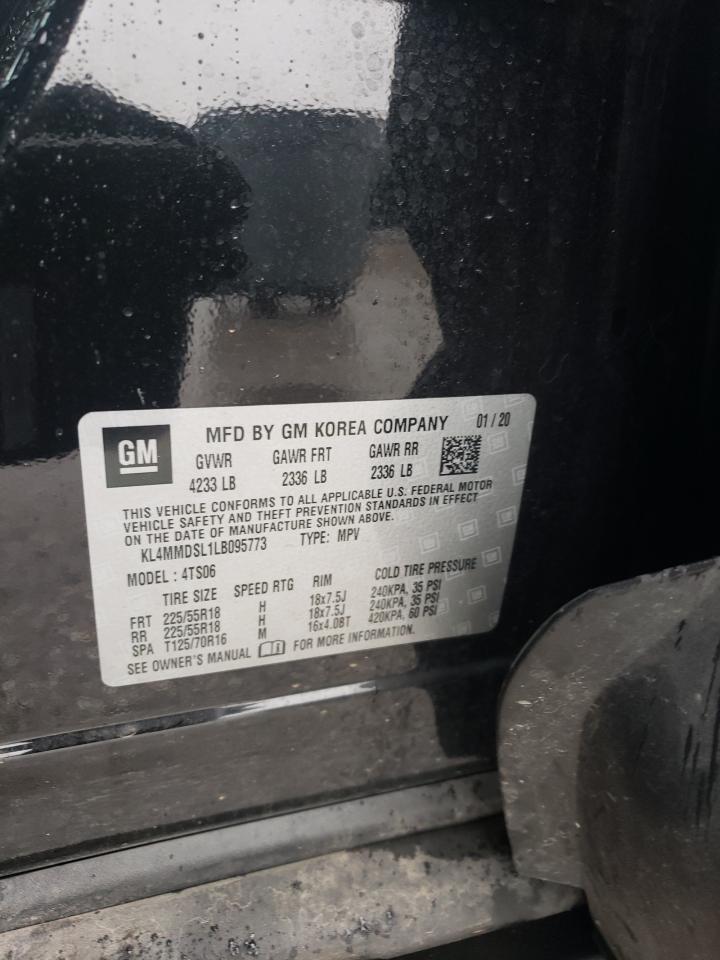 GM
MFD BY GM KOREA COMPANY 01 / 20
GVWR GAWR FRT GAWR RR
4233 LB 2336 LB 2336 LB
THIS VEHICLE CONFORMS TO ALL APPLICABLE U.S. FEDERAL MOTOR
VEHICLE SAFETY AND THEFT PREVENTION STANDARDS IN EFFECT
ON THE DATE OF MANUFACTURE SHOWN ABOVE.
KL4MMDSL1LB095773 TYPE: MPV
MODEL : 4TS06
TIRE SIZE SPEED RTG RIM COLD TIRE PRESSURE
FRT 225/55R18 H 18x7.5J 240KPA, 35 PSI
RR 225/55R18 H 18x7.5J 240KPA, 35 PSI
SPA T125/70R16 M 16x4.0BT 420KPA, 60 PSI
SEE OWNER'S MANUAL FOR MORE INFORMATION.